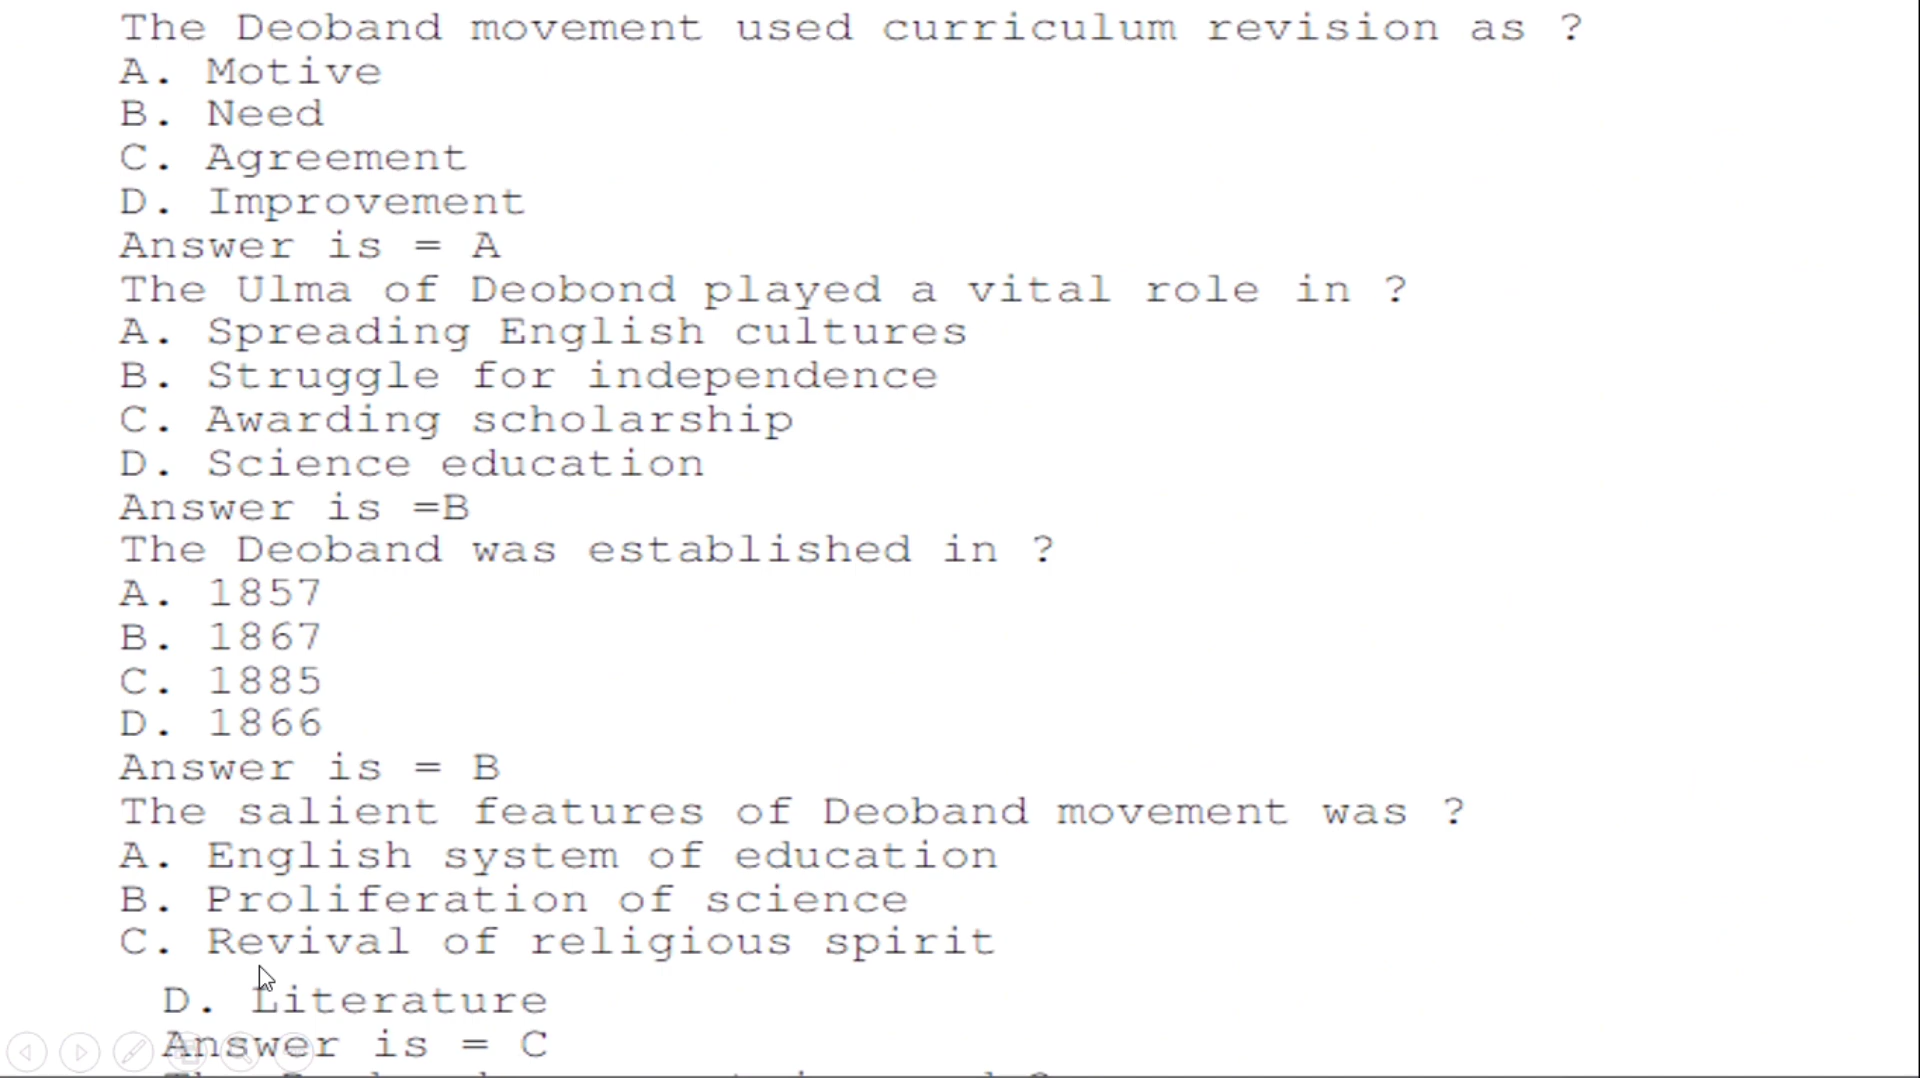 The Deoband movement used curriculum revision as ?
A. Motive
B. Need
C. Agreement
D. Improvement
Answer is = A
The Ulma of Deobond played a vital role in ?
A. Spreading English cultures
B. Struggle for independence
C. Awarding scholarship
D. Science education
Answer is =B
The Deoband was established in ?
A. 1857
B. 1867
C. 1885
D. 1866
Answer is = B
The salient features of Deoband movement was ?
A. English system of education
B. Proliferation of science
C. Revival of religious spirit
D. Literature
Answer is = C